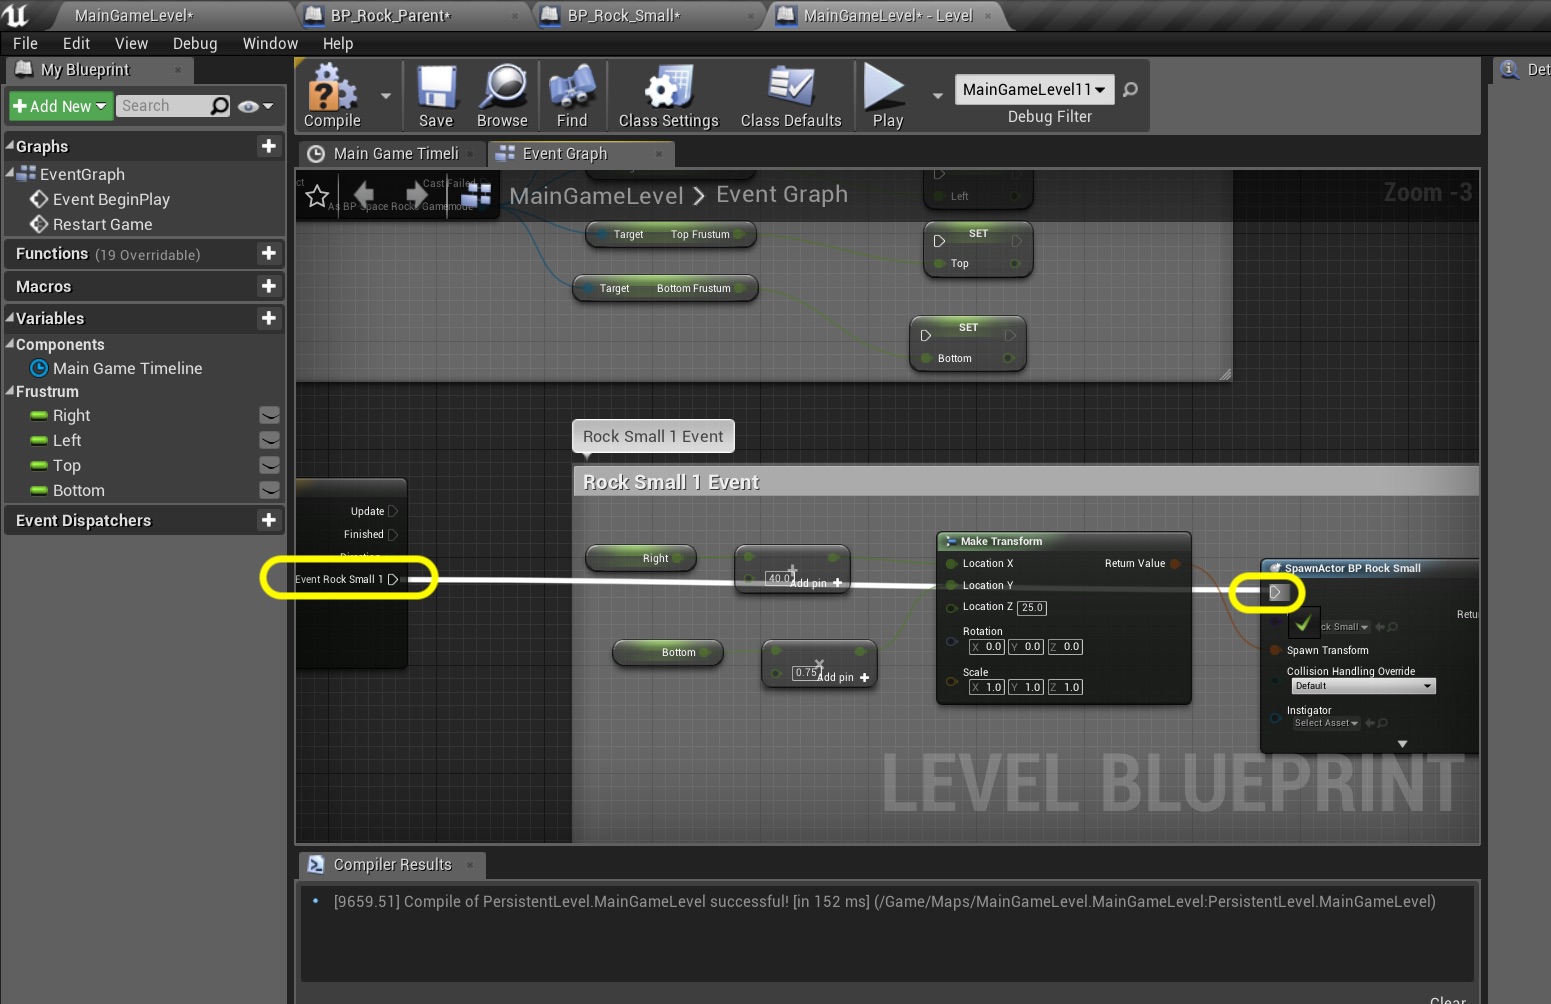 MainGameLevel*
BP_Rock_Parent*
BP_Rock_Small*
MainGameLevel* - Level
File Edit View Debug Window Help
My Blueprint
Add New
Search
Compile
Save
Browse
Find
Class Settings
Class Defaults
Play
MainGameLevel11
Debug Filter
Det
Graphs
EventGraph
Event BeginPlay
Restart Game
Functions (19 Overridable)
Macros
Variables
Components
Main Game Timeline
Frustrum
Right
Left
Top
Bottom
Event Dispatchers
Main Game Timeli
Event Graph
MainGameLevel > Event Graph
Zoom -3
ct
Cast Failed
As BP Space Rocks Gamemode
Left
Target Top Frustum
SET
Top
Target Bottom Frustum
SET
Bottom
Rock Small 1 Event
Rock Small 1 Event
Update
Finished
Direction
Event Rock Small 1
Right
40.0
Add pin +
Bottom
0.75
Add pin +
Make Transform
Location X Return Value
Location Y
Location Z 25.0
Rotation
X 0.0 Y 0.0 Z 0.0
Scale
X 1.0 Y 1.0 Z 1.0
SpawnActor BP Rock Small
Retu
ck Small
Spawn Transform
Collision Handling Override
Default
Instigator
Select Asset
LEVEL BLUEPRINT
Compiler Results
[9659.51] Compile of PersistentLevel.MainGameLevel successful! [in 152 ms] (/Game/Maps/MainGameLevel.MainGameLevel:PersistentLevel.MainGameLevel)
Clear